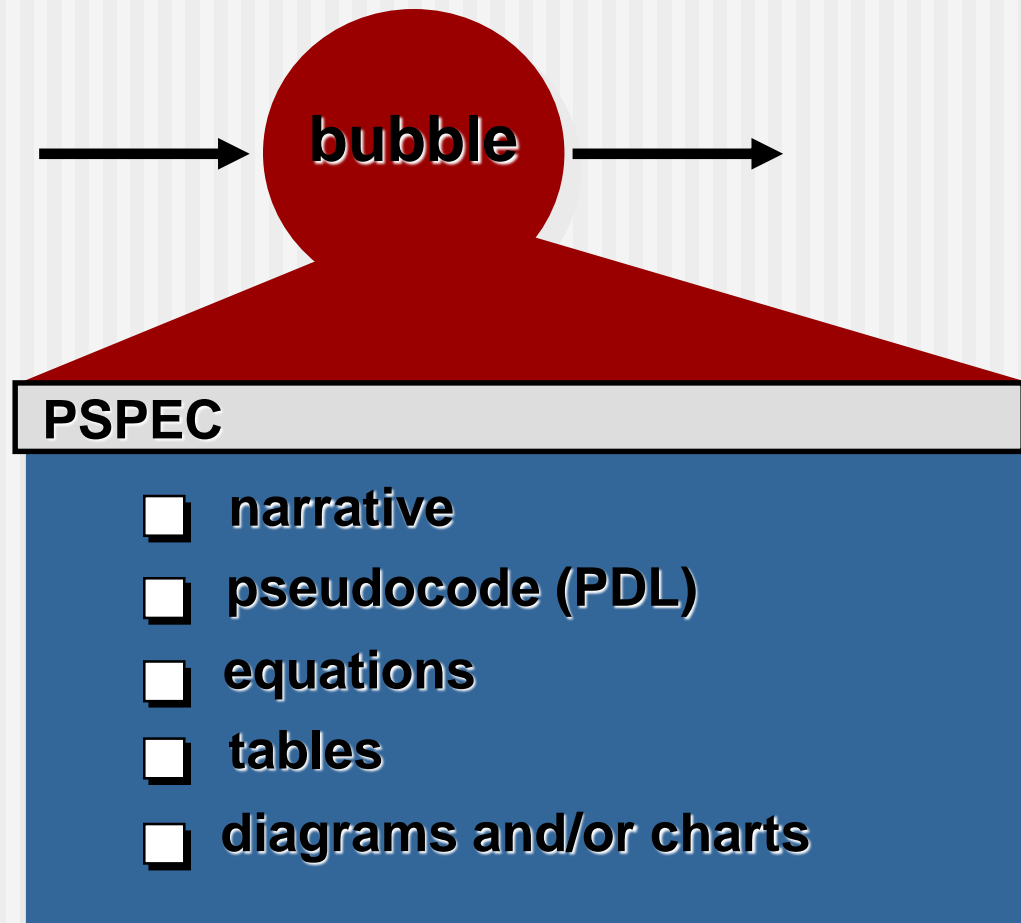 bubble
PSPEC
narrative
pseudocode (PDL)
equations
tables
diagrams and/or charts